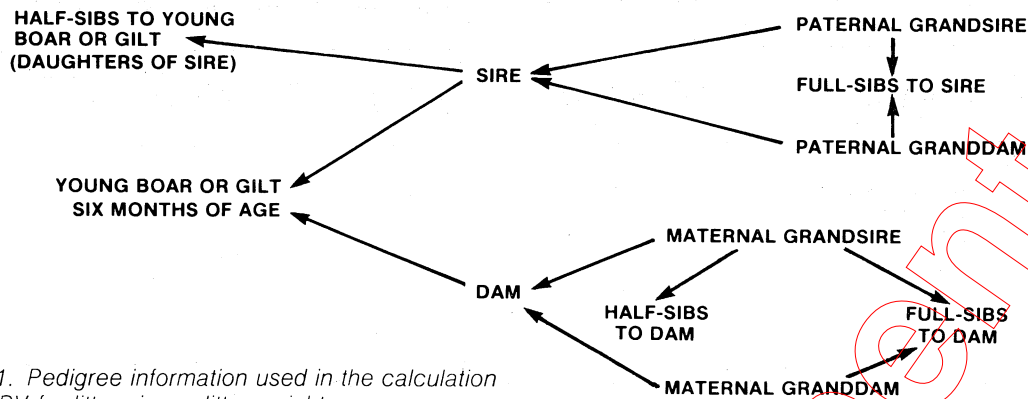 HALF-SIBS TO YOUNG
BOAR OR GILT
(DAUGHTERS OF SIRE)
SIRE
PATERNAL GRANDSIRE
FULL-SIBS TO SIRE
PATERNAL GRANDDAM
YOUNG BOAR OR GILT
SIX MONTHS OF AGE
DAM
MATERNAL GRANDSIRE
HALF-SIBS
TO DAM
FULL-SIBS
TO DAM
MATERNAL GRANDDAM
1. Pedigree information used in the calculation